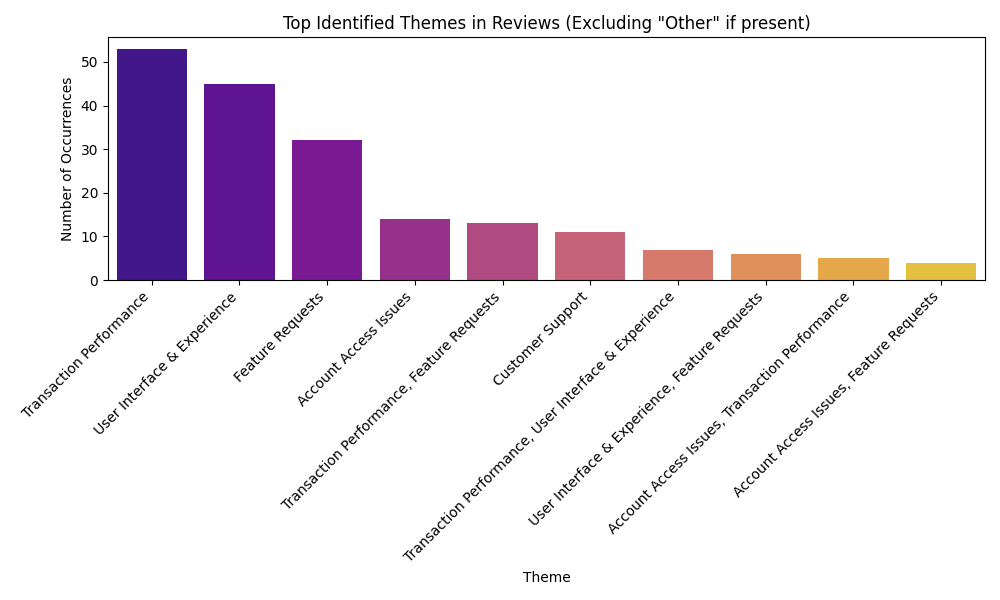 Top Identified Themes in Reviews (Excluding "Other" if present)
Number of Occurrences
50
40
30
20
10
0
Transaction Performance
User Interface & Experience
Feature Requests
Account Access Issues
Transaction Performance, Feature Requests
Customer Support
Transaction Performance, User Interface & Experience
User Interface & Experience, Feature Requests
Account Access Issues, Transaction Performance
Account Access Issues, Feature Requests
Theme